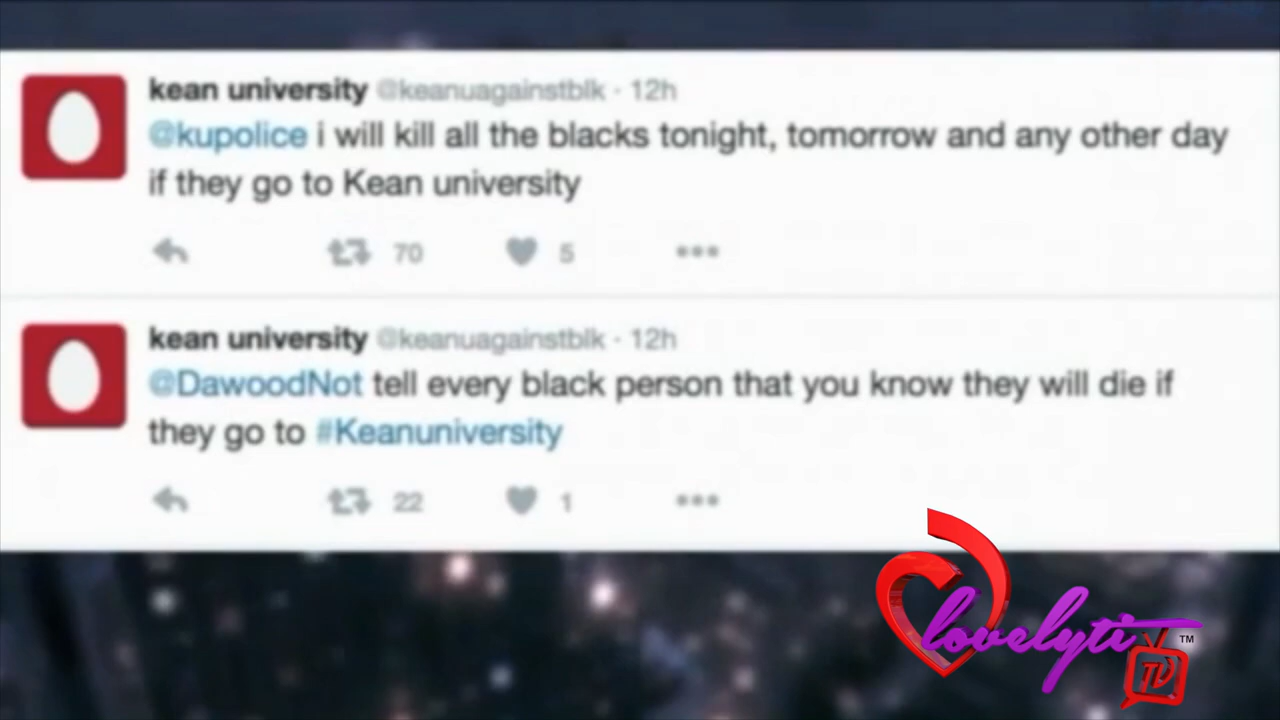 kean university @keanuagainstblk · 12h
@kupolice i will kill all the blacks tonight, tomorrow and any other day
if they go to Kean university
70 5
kean university @keanuagainstblk · 12h
@DawoodNot tell every black person that you know they will die if
they go to #Keanuniversity
22 1
lovelyti ™
TV